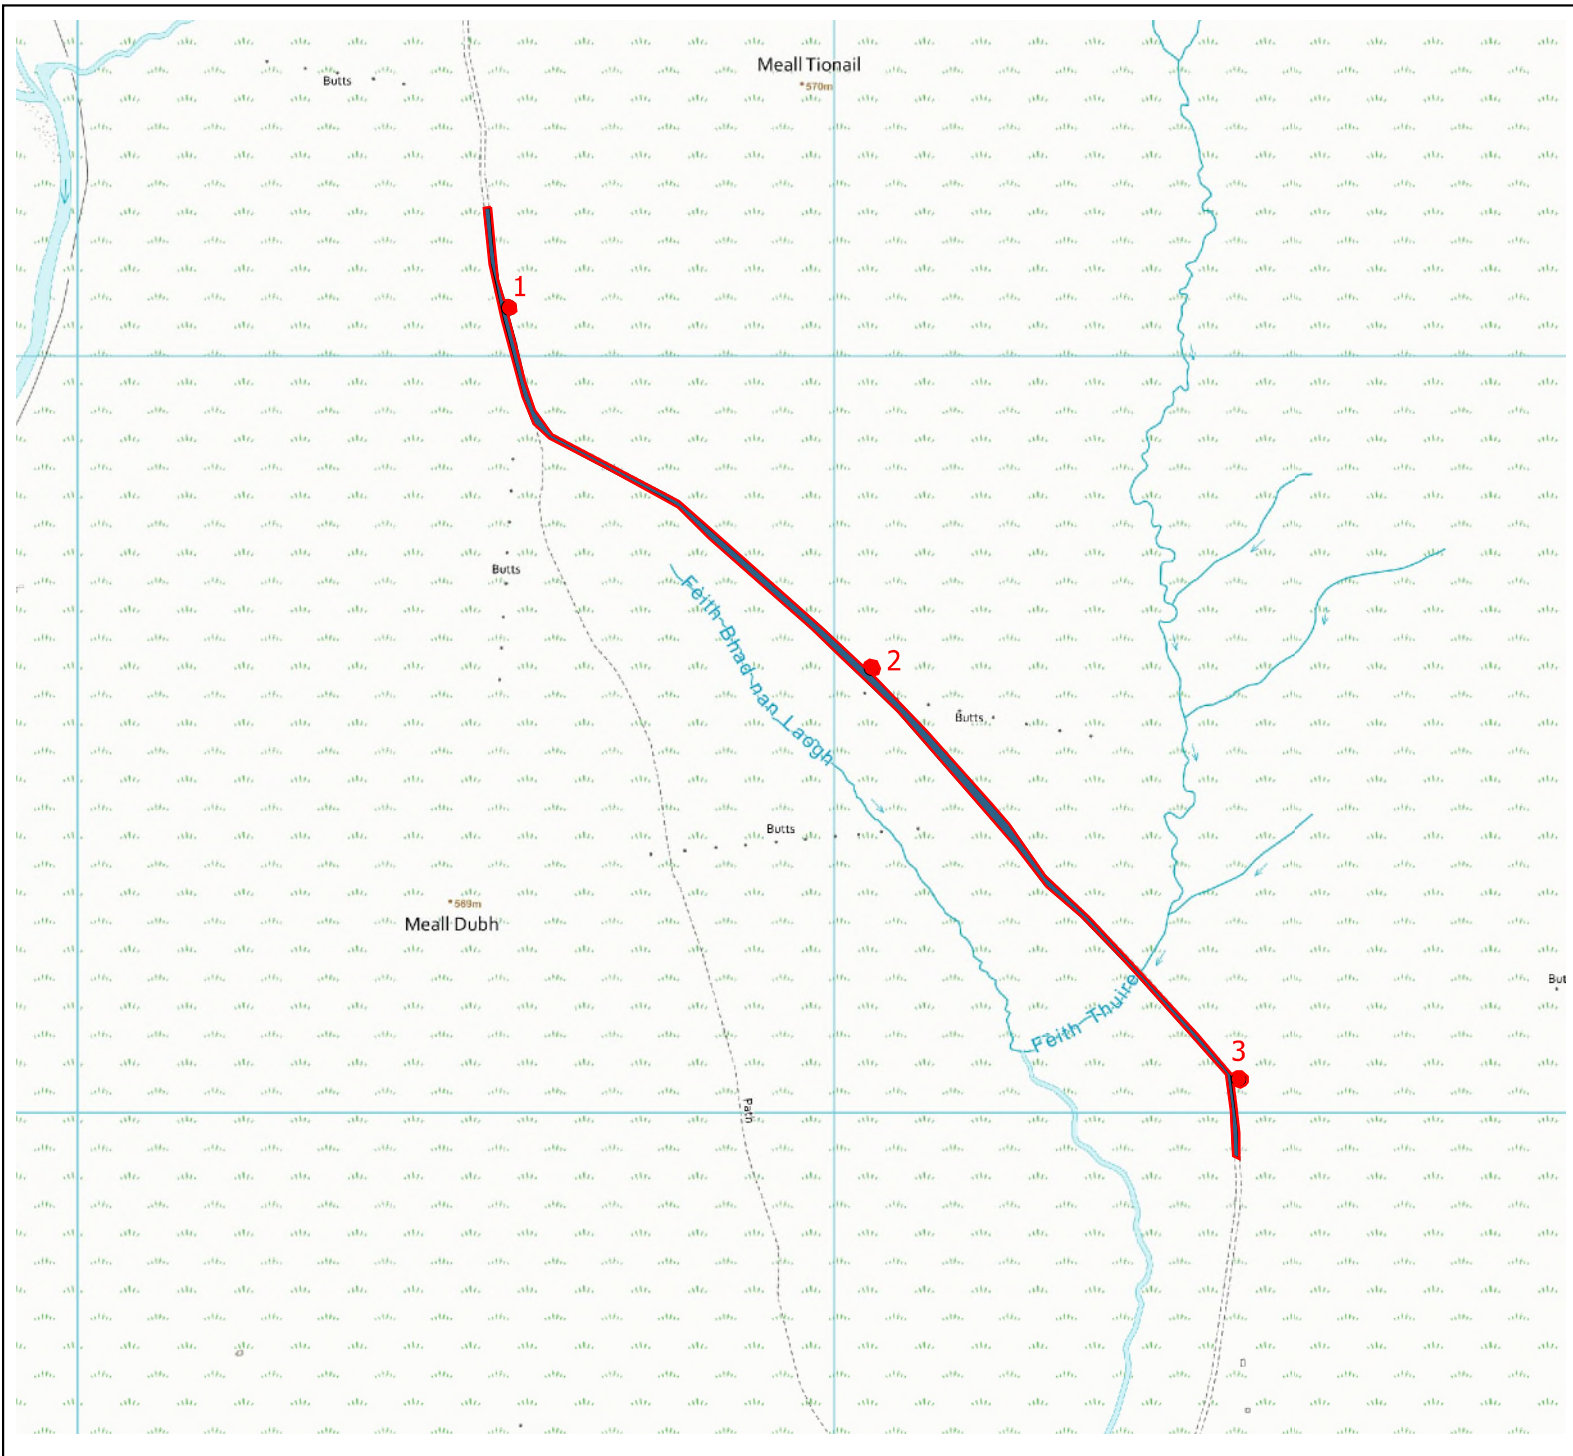 Meall Tionail
570m
Butts
1
Butts
Feith Bhad nan Laogh
2
Butts
Butts
569m
Meall Dubh
But
Feith Thuire
3
Path